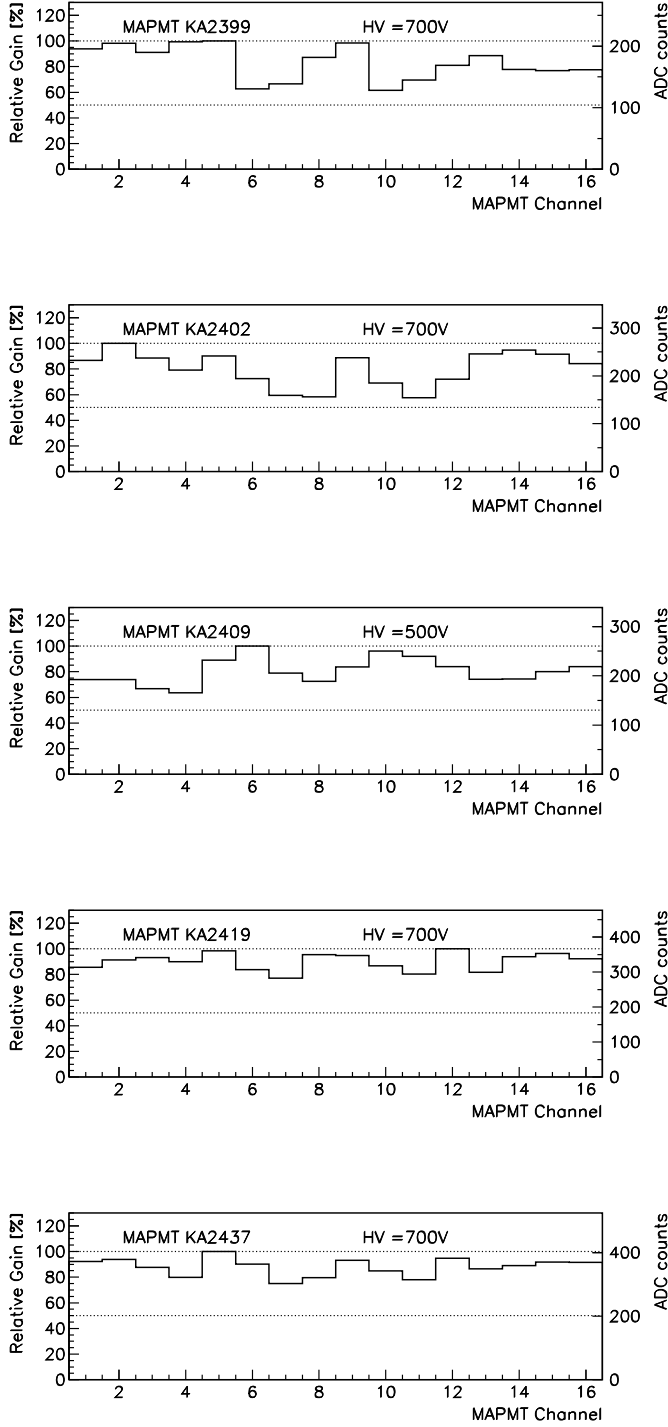 MAPMT KA2399 HV =700V
Relative Gain [%]
120
100
80
60
40
20
0
200
100
0
ADC counts
2 4 6 8 10 12 14 16
MAPMT Channel
MAPMT KA2402 HV =700V
Relative Gain [%]
120
100
80
60
40
20
0
300
200
100
0
ADC counts
2 4 6 8 10 12 14 16
MAPMT Channel
MAPMT KA2409 HV =500V
Relative Gain [%]
120
100
80
60
40
20
0
300
200
100
0
ADC counts
2 4 6 8 10 12 14 16
MAPMT Channel
MAPMT KA2419 HV =700V
Relative Gain [%]
120
100
80
60
40
20
0
400
300
200
100
0
ADC counts
2 4 6 8 10 12 14 16
MAPMT Channel
MAPMT KA2437 HV =700V
Relative Gain [%]
120
100
80
60
40
20
0
400
200
0
ADC counts
2 4 6 8 10 12 14 16
MAPMT Channel